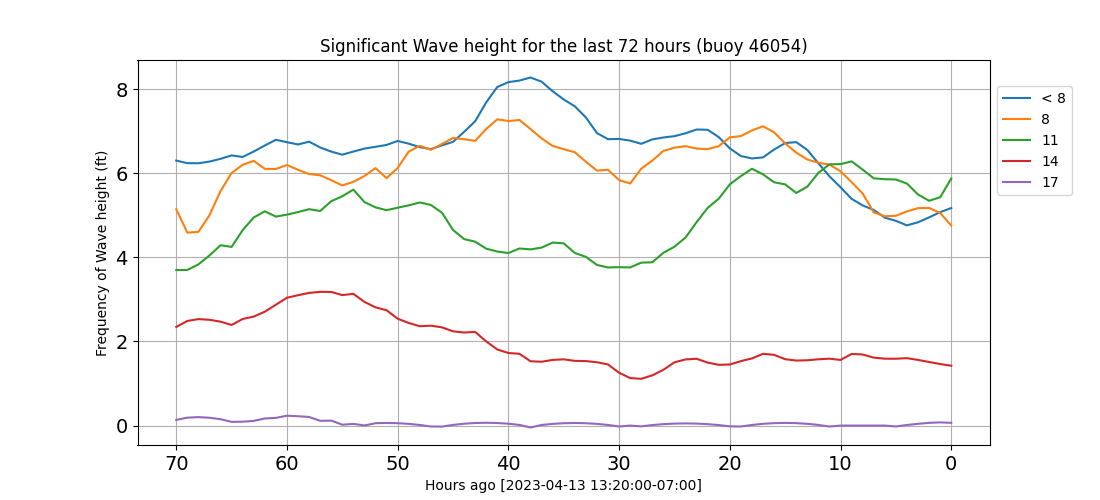 Significant Wave height for the last 72 hours (buoy 46054)
Frequency of Wave height (ft)
8
6
4
2
0
70 60 50 40 30 20 10 0
Hours ago [2023-04-13 13:20:00-07:00]
< 8
8
11
14
17